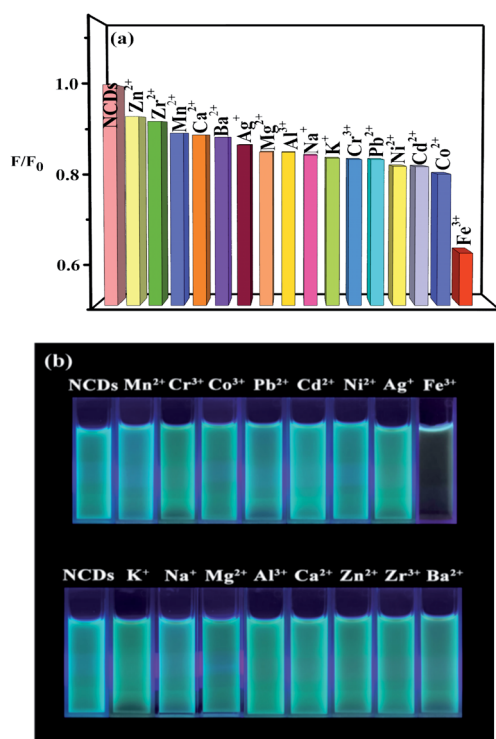 (a)
F/F₀
1.0
0.8
0.6
NCDs Zn²⁺ Zr²⁺ Mn²⁺ Ca²⁺ Ba²⁺ Ag⁺ Mg²⁺ Al³⁺ Na⁺ K⁺ Cr³⁺ Pb²⁺ Ni²⁺ Cd²⁺ Co²⁺ Fe³⁺
(b)
NCDs Mn²⁺ Cr³⁺ Co³⁺ Pb²⁺ Cd²⁺ Ni²⁺ Ag⁺ Fe³⁺
NCDs K⁺ Na⁺ Mg²⁺ Al³⁺ Ca²⁺ Zn²⁺ Zr³⁺ Ba²⁺